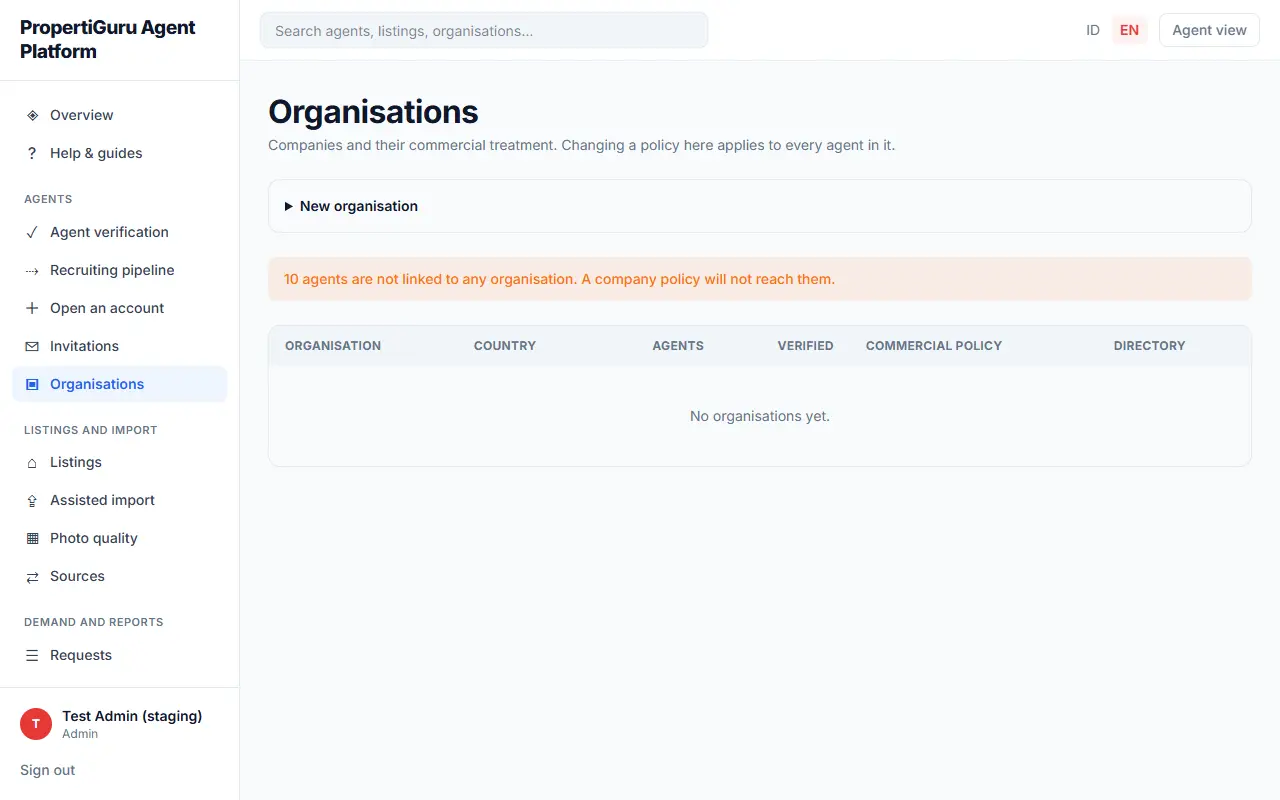 PropertiGuru Agent
Platform
Search agents, listings, organisations...
ID
EN
Agent view
Overview
? Help & guides
AGENTS
Agent verification
Recruiting pipeline
Open an account
Invitations
Organisations
LISTINGS AND IMPORT
Listings
Assisted import
Photo quality
Sources
DEMAND AND REPORTS
Requests
T
Test Admin (staging)
Admin
Sign out
Organisations
Companies and their commercial treatment. Changing a policy here applies to every agent in it.
New organisation
10 agents are not linked to any organisation. A company policy will not reach them.
ORGANISATION COUNTRY AGENTS VERIFIED COMMERCIAL POLICY DIRECTORY
No organisations yet.